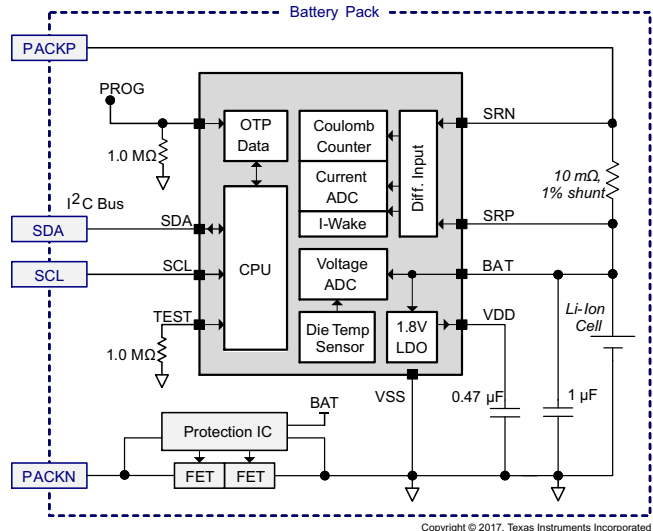 Battery Pack
PACKP
PROG
1.0 MΩ
OTP
Data
Coulomb
Counter
Current
ADC
I-Wake
Diff. Input
SRN
10 mΩ,
1% shunt
SRP
I²C Bus
SDA
SDA
SCL
SCL
CPU
Voltage
ADC
BAT
Li-Ion
Cell
TEST
1.0 MΩ
Die Temp
Sensor
1.8V
LDO
VDD
VSS
0.47 µF
1 µF
BAT
Protection IC
PACKN
FET
FET
Copyright © 2017, Texas Instruments Incorporated